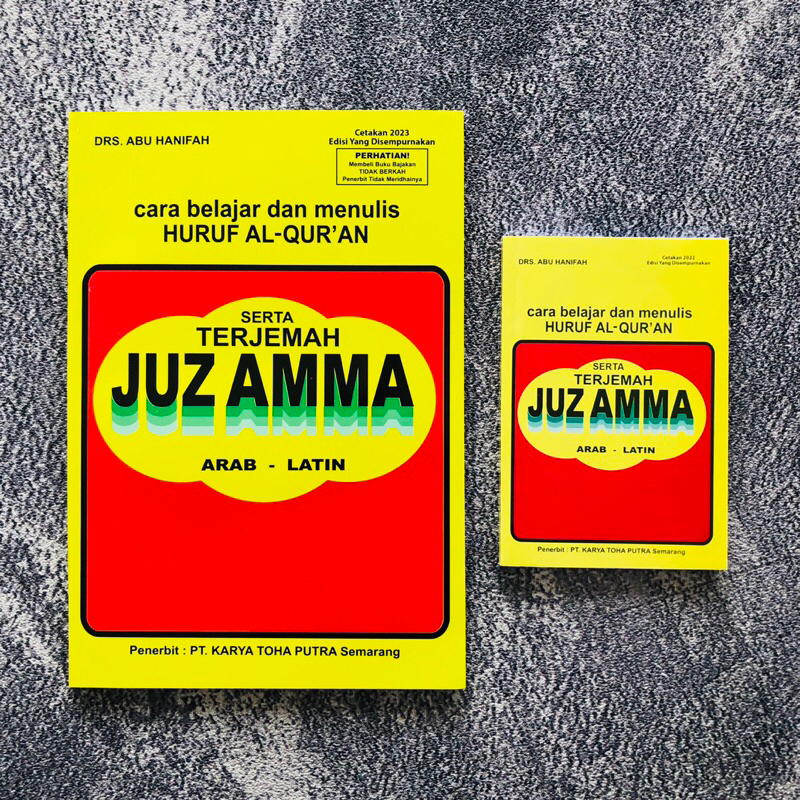 DRS. ABU HANIFAH
Cetakan 2023
Edisi Yang Disempurnakan
PERHATIAN!
Membeli Buku Bajakan
TIDAK BERKAH
Penerbit Tidak Meridhainya
cara belajar dan menulis
HURUF AL-QUR'AN
SERTA
TERJEMAH
JUZ AMMA
ARAB - LATIN
Penerbit : PT. KARYA TOHA PUTRA Semarang
DRS. ABU HANIFAH
Cetakan 2022
Edisi Yang Disempurnakan
cara belajar dan menulis
HURUF AL-QUR'AN
SERTA
TERJEMAH
JUZ AMMA
ARAB - LATIN
Penerbit : PT. KARYA TOHA PUTRA Semarang